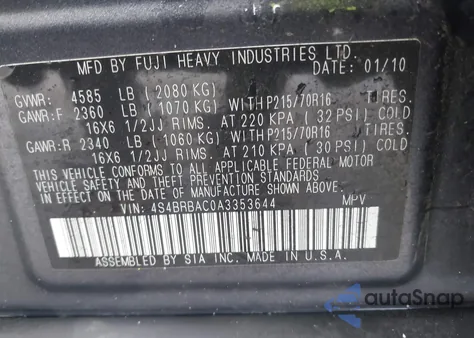 MFD BY FUJI HEAVY INDUSTRIES LTD.
DATE: 01/10
GVWR: 4585 LB (2080 KG)
GAWR:F 2360 LB (1070 KG) WITH P215/70R16 TIRES.
16X6 1/2JJ RIMS. AT 220 KPA ( 32 PSI) COLD
GAWR:R 2340 LB (1060 KG) WITH P215/70R16 TIRES.
16X6 1/2JJ RIMS. AT 210 KPA ( 30 PSI) COLD
THIS VEHICLE CONFORMS TO ALL APPLICABLE FEDERAL MOTOR
VEHICLE SAFETY AND THEFT PREVENTION STANDARDS
IN EFFECT ON THE DATE OF MANUFACTURE SHOWN ABOVE.
VIN: 4S4BRBAC0A3353644 MPV
ASSEMBLED BY SIA INC. MADE IN U.S.A.
autoSnap